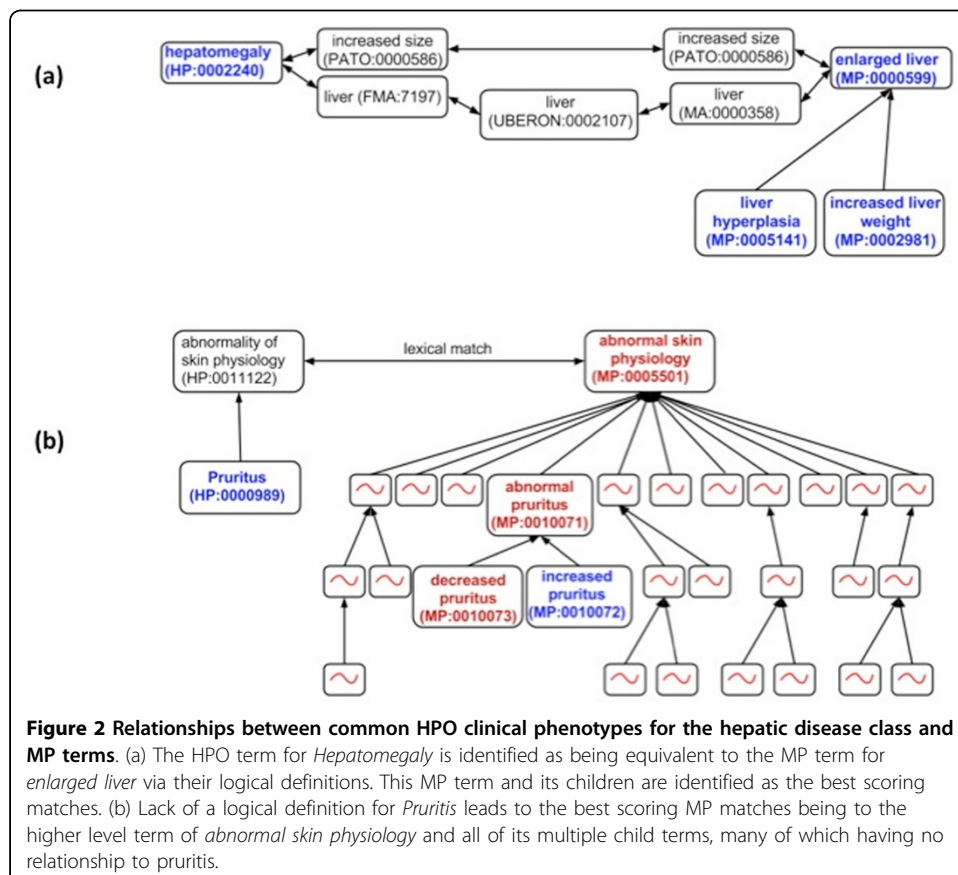 (a)
hepatomegaly
(HP:0002240)
increased size
(PATO:0000586)
increased size
(PATO:0000586)
enlarged liver
(MP:0000599)
liver (FMA:7197)
liver
(UBERON:0002107)
liver
(MA:0000358)
liver
hyperplasia
(MP:0005141)
increased liver
weight
(MP:0002981)
(b)
abnormality of
skin physiology
(HP:0011122)
lexical match
abnormal skin
physiology
(MP:0005501)
Pruritus
(HP:0000989)
abnormal
pruritus
(MP:0010071)
decreased
pruritus
(MP:0010073)
increased
pruritus
(MP:0010072)
Figure 2 Relationships between common HPO clinical phenotypes for the hepatic disease class and
MP terms. (a) The HPO term for Hepatomegaly is identified as being equivalent to the MP term for
enlarged liver via their logical definitions. This MP term and its children are identified as the best scoring
matches. (b) Lack of a logical definition for Pruritis leads to the best scoring MP matches being to the
higher level term of abnormal skin physiology and all of its multiple child terms, many of which having no
relationship to pruritis.